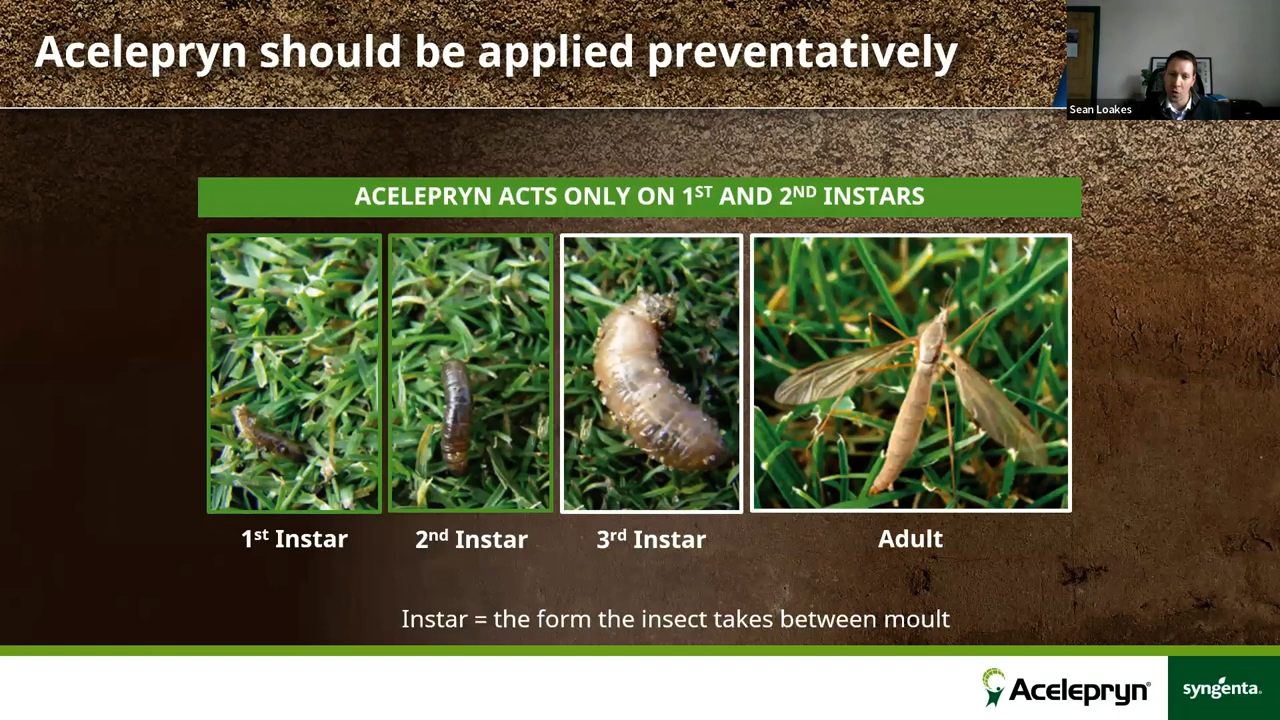 Acelepryn should be applied preventatively
Sean Loakes
ACELEPRYN ACTS ONLY ON 1ST AND 2ND INSTARS
1st Instar
2nd Instar
3rd Instar
Adult
Instar = the form the insect takes between moult
Acelepryn®
syngenta®